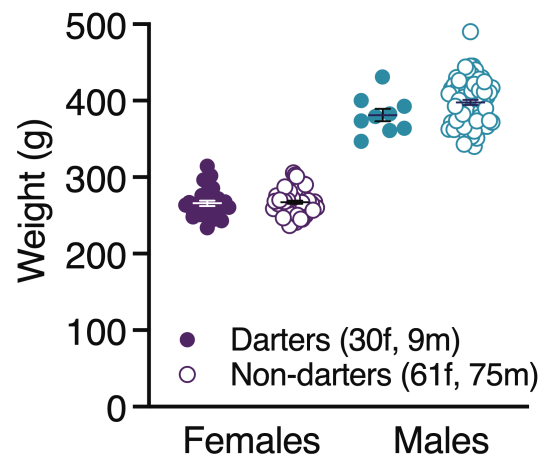 Weight (g)
500
400
300
200
100
0
Darters (30f, 9m)
Non-darters (61f, 75m)
Females Males